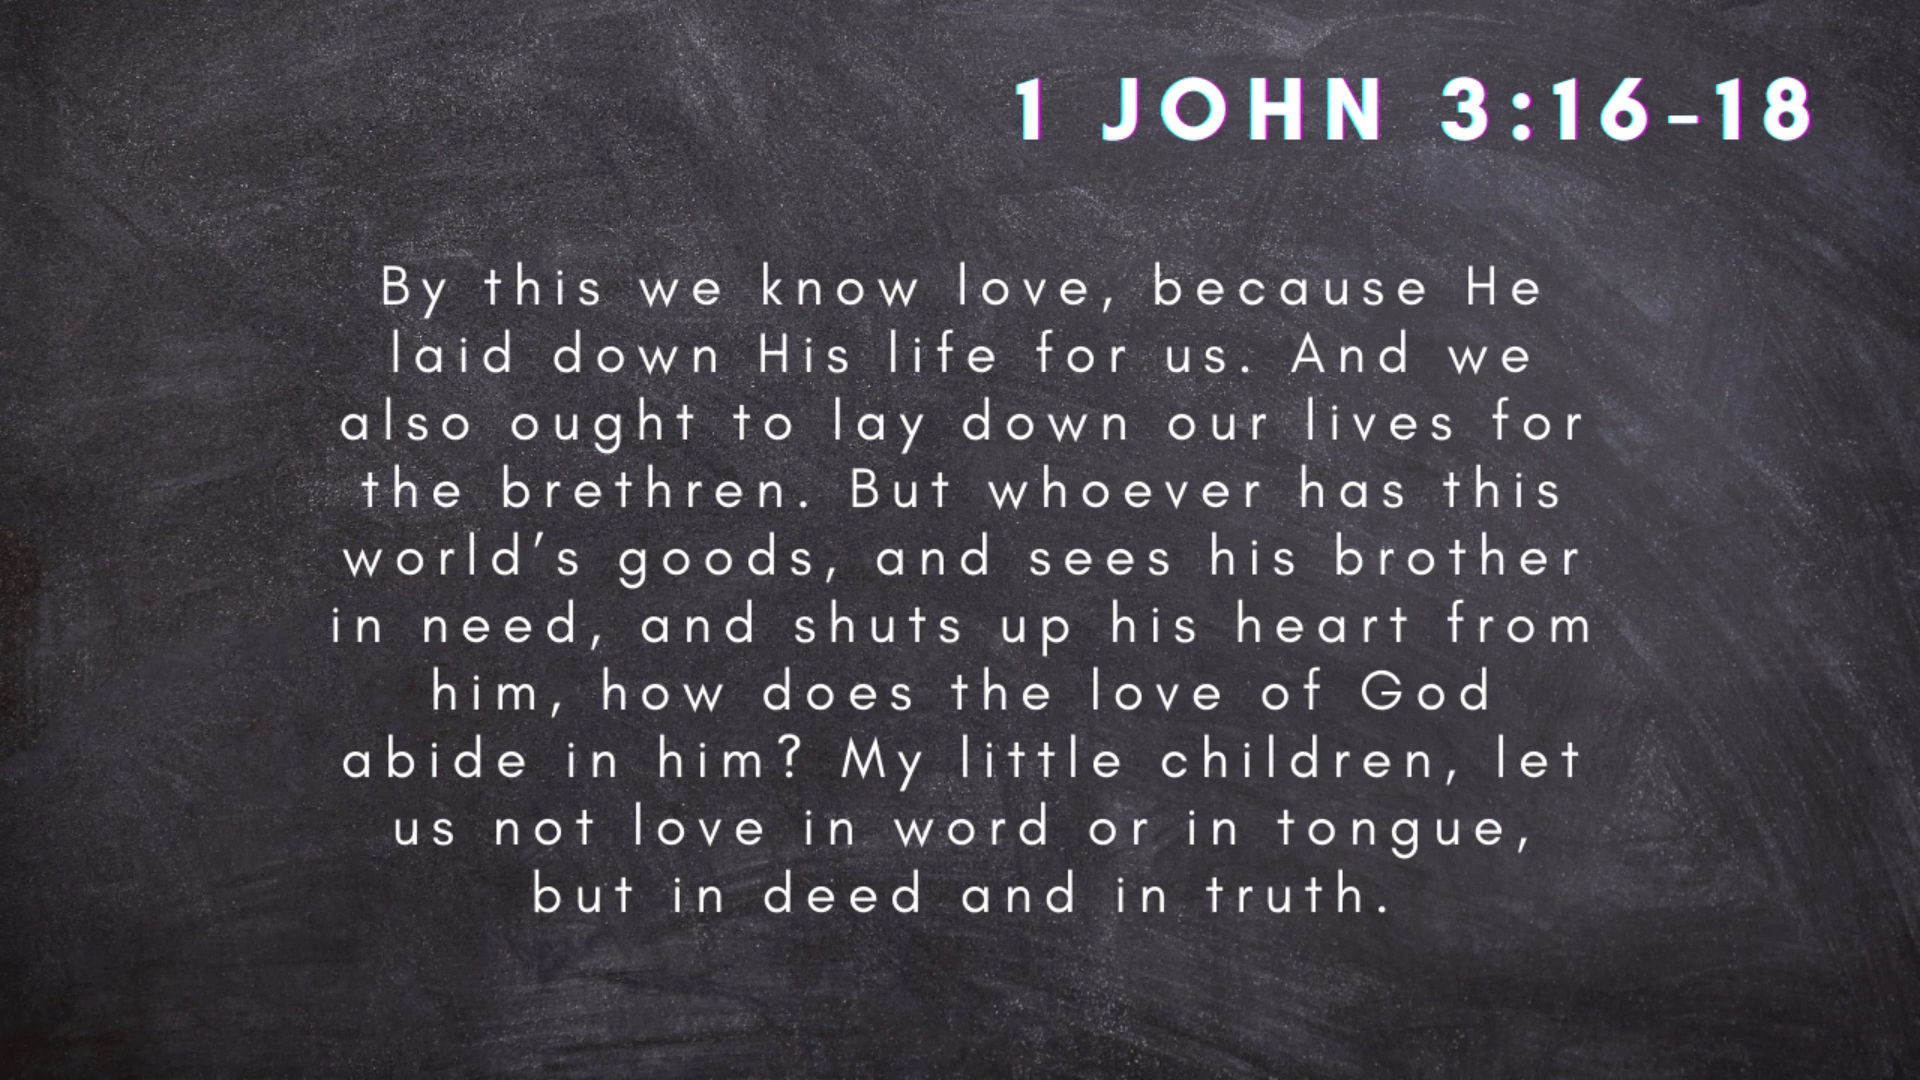 1 JOHN 3:16-18
By this we know love, because He
laid down His life for us. And we
also ought to lay down our lives for
the brethren. But whoever has this
world’s goods, and sees his brother
in need, and shuts up his heart from
him, how does the love of God
abide in him? My little children, let
us not love in word or in tongue,
but in deed and in truth.